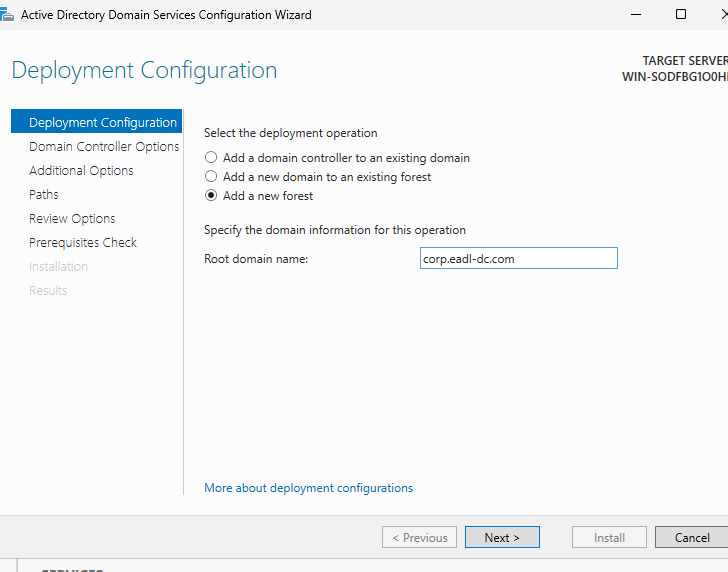 Active Directory Domain Services Configuration Wizard
Deployment Configuration
TARGET SERVER
Deployment Configuration
Domain Controller Options
Additional Options
Paths
Review Options
Prerequisites Check
Installation
Results
Select the deployment operation
Add a domain controller to an existing domain
Add a new domain to an existing forest
Add a new forest
Specify the domain information for this operation
Root domain name:
corp.eadl-dc.com
More about deployment configurations
< Previous
Next >
Install
Cancel